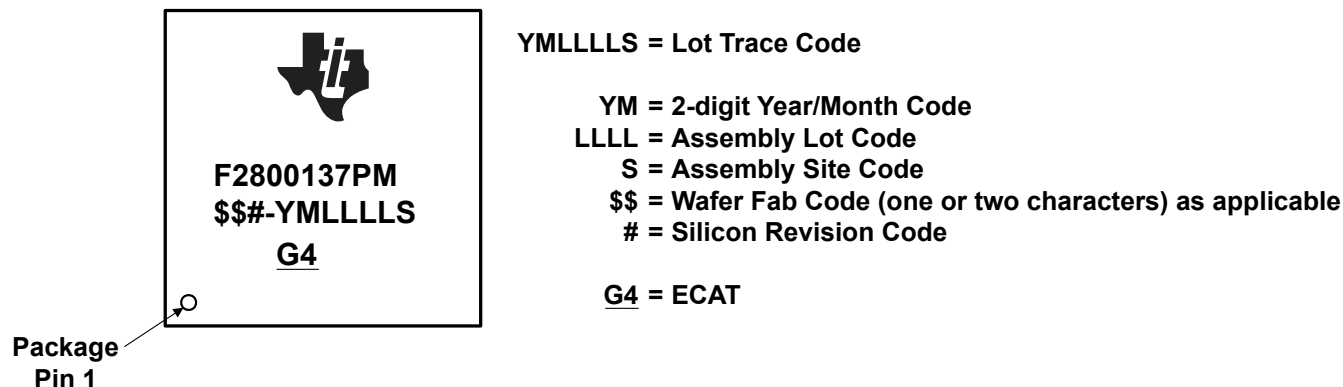 F2800137PM
$$#-YMLLLLS
G4
Package
Pin 1
YMLLLLS = Lot Trace Code
YM = 2-digit Year/Month Code
LLLL = Assembly Lot Code
S = Assembly Site Code
$$ = Wafer Fab Code (one or two characters) as applicable
# = Silicon Revision Code
G4 = ECAT